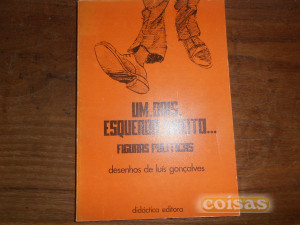 UM, DOIS
ESQUERDO, DIREITO...
FIGURAS POLÍTICAS
desenhos de luís gonçalves
didáctica editora
coisas